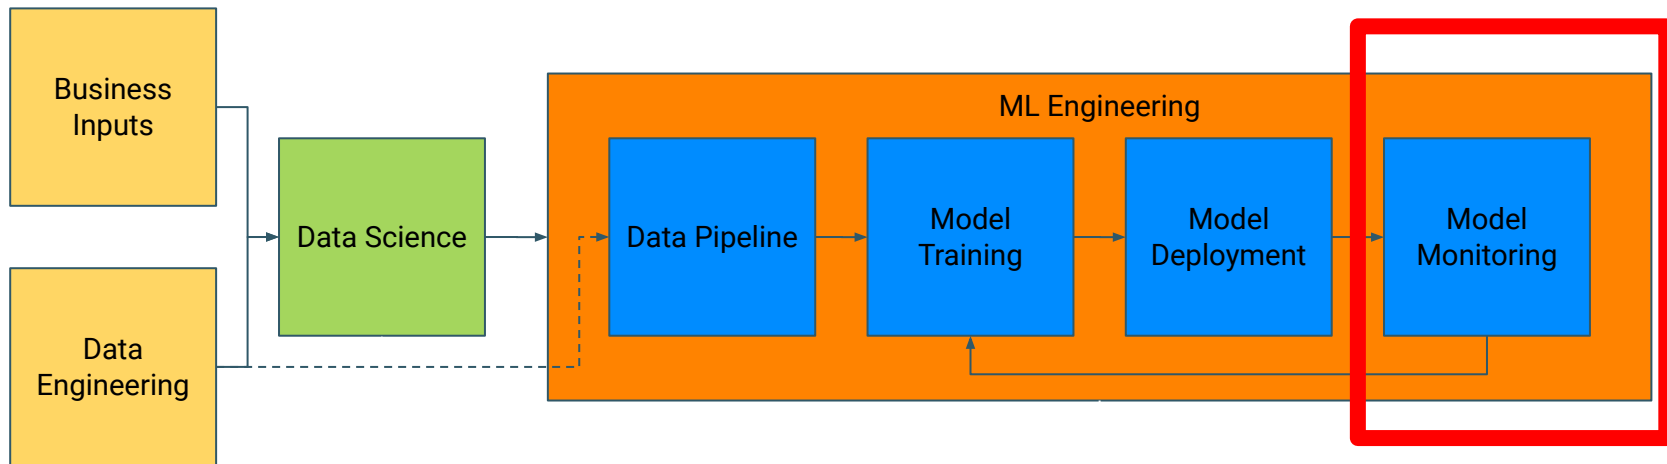 Business
Inputs
Data
Engineering
Data Science
ML Engineering
Data Pipeline
Model
Training
Model
Deployment
Model
Monitoring